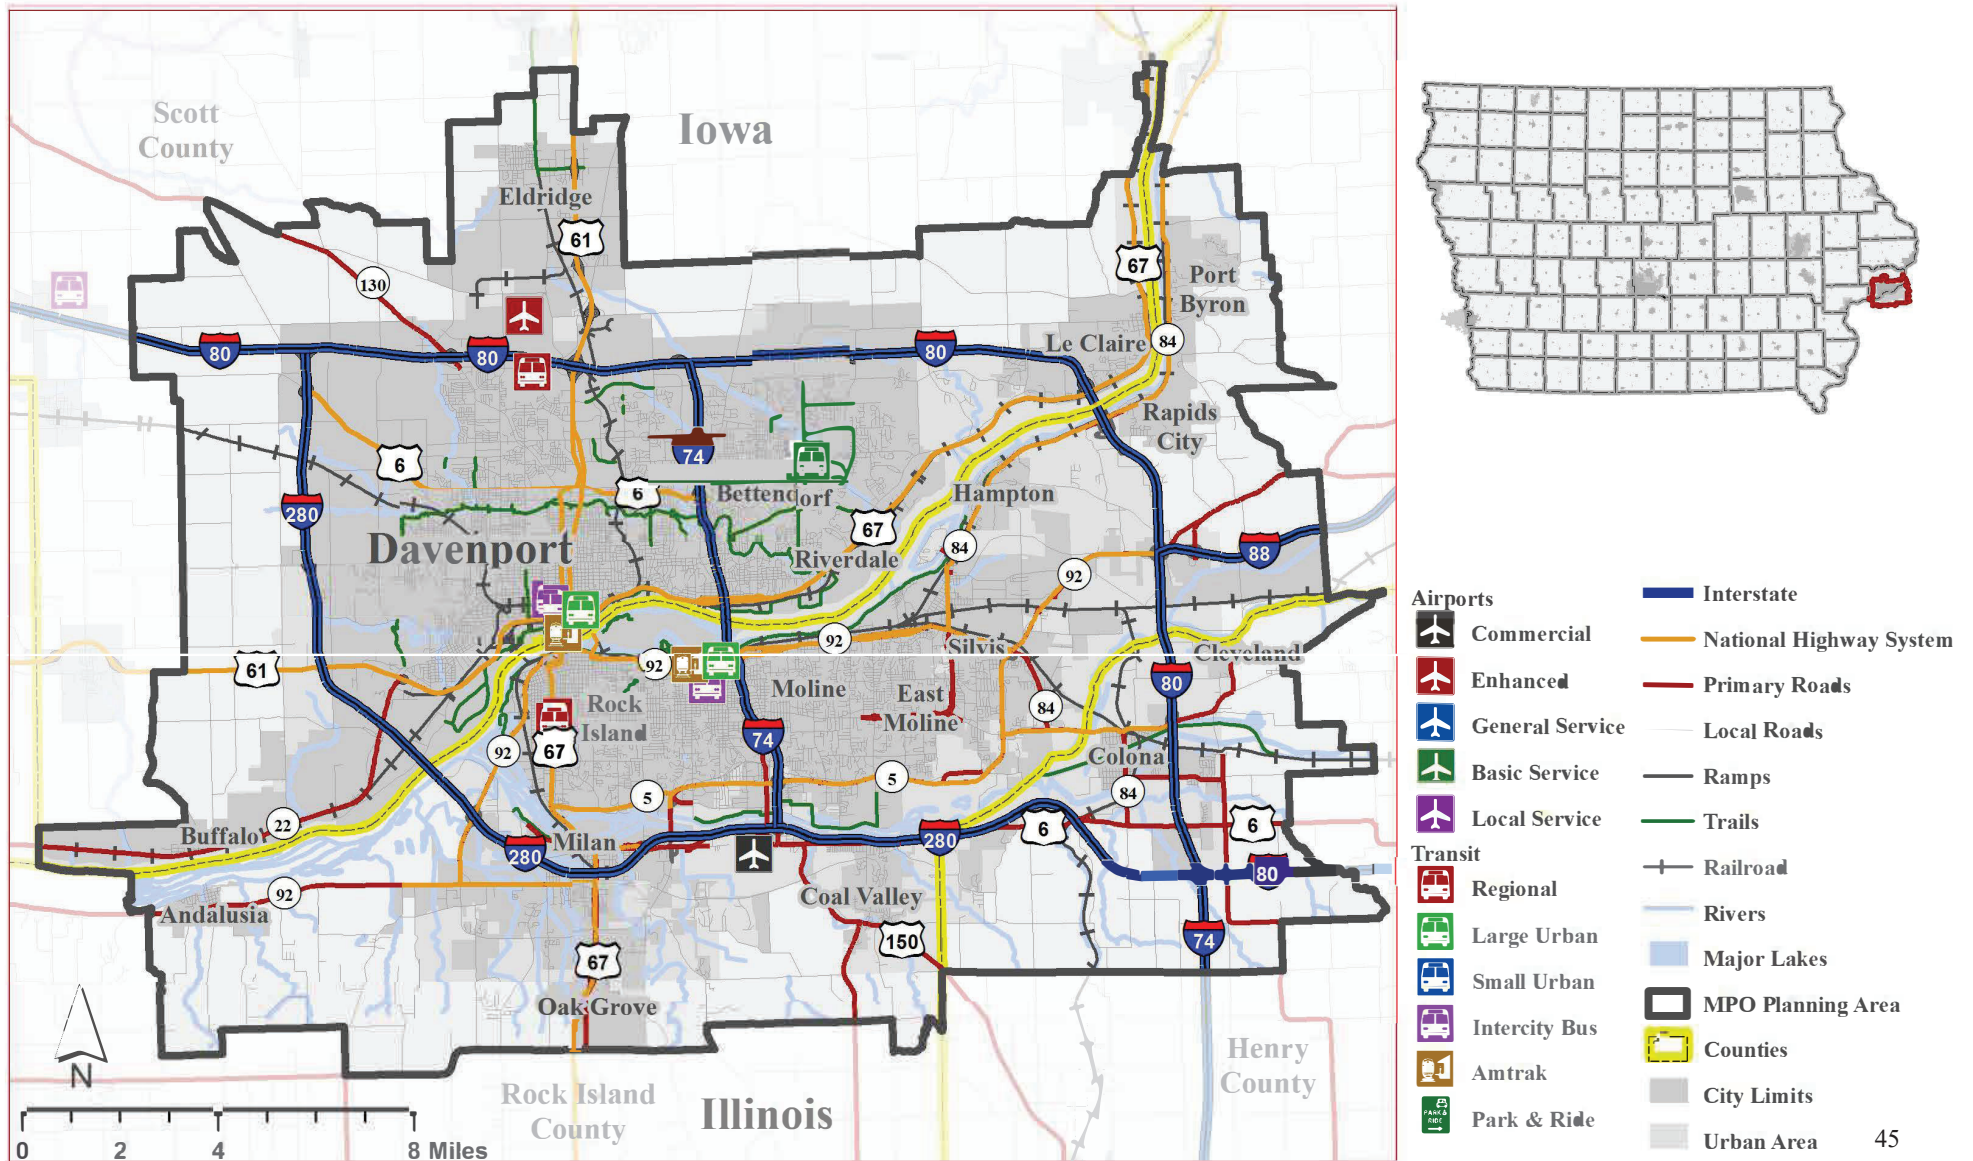 Scott
County
Iowa
Eldridge
61
67
Port
Byron
130
80
80
80
Le Claire
84
Rapids
City
6
74
6
Bettendorf
Hampton
280
67
84
88
Davenport
Riverdale
92
92
92
Silvis
Cleveland
61
80
Moline
East
Moline
Rock
Island
84
92
67
74
Colona
5
5
84
Buffalo
22
Milan
280
280
6
6
80
92
Andalusia
Coal Valley
150
74
67
Oak Grove
N
Rock Island
County
Illinois
Henry
County
0
2
4
8 Miles
Airports
Commercial
Enhanced
General Service
Basic Service
Local Service
Transit
Regional
Large Urban
Small Urban
Intercity Bus
Amtrak
PARK &
RIDE
Park & Ride
Interstate
National Highway System
Primary Roads
Local Roads
Ramps
Trails
Railroad
Rivers
Major Lakes
MPO Planning Area
Counties
City Limits
Urban Area
45